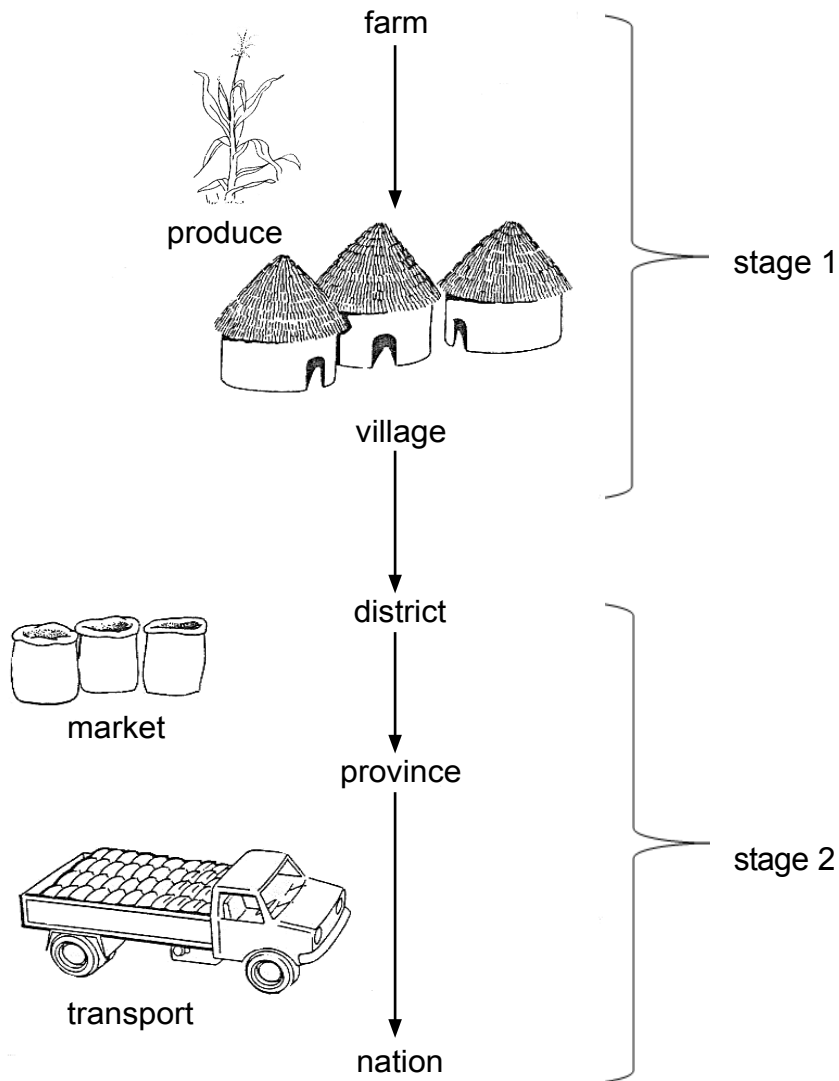 farm
produce
stage 1
village
district
market
province
stage 2
transport
nation